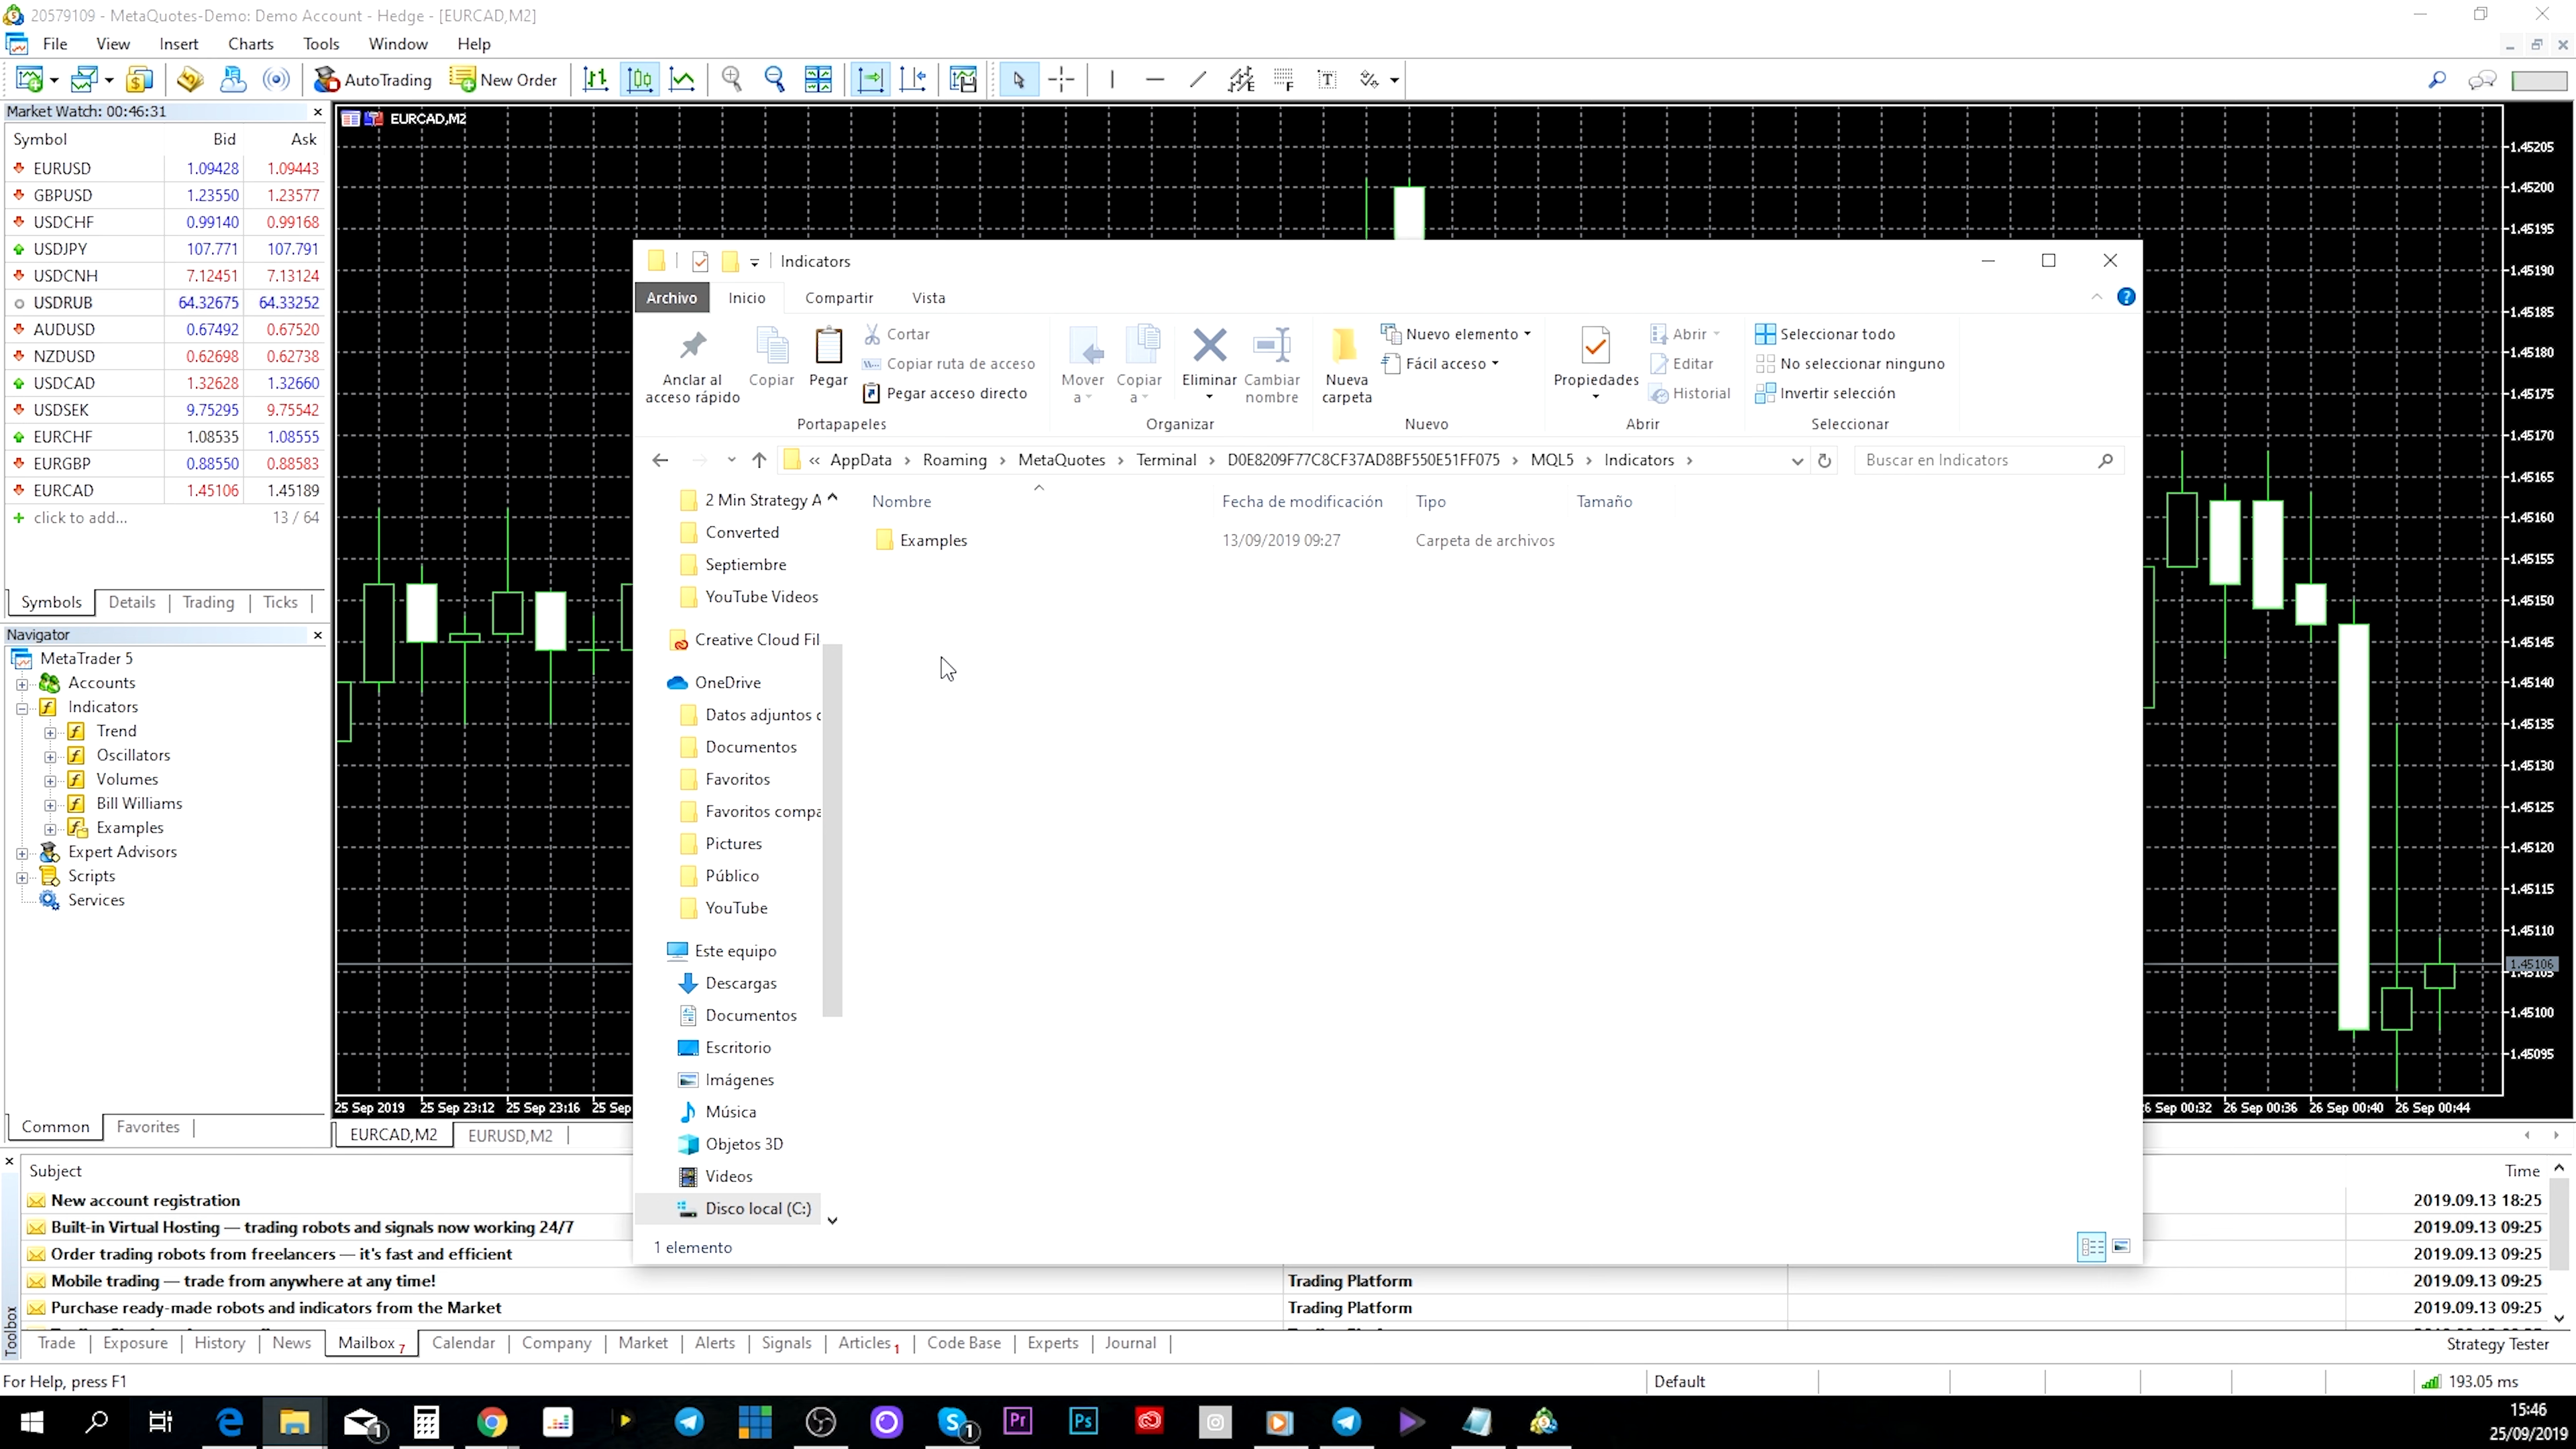 20579109 - MetaQuotes-Demo: Demo Account - Hedge - [EURCAD,M2]
File View Insert Charts Tools Window Help
AutoTrading New Order
Market Watch: 00:46:31
Symbol Bid Ask
EURUSD 1.09428 1.09443
GBPUSD 1.23550 1.23577
USDCHF 0.99140 0.99168
USDJPY 107.771 107.791
USDCNH 7.12451 7.13124
USDRUB 64.32675 64.33252
AUDUSD 0.67492 0.67520
NZDUSD 0.62698 0.62738
USDCAD 1.32628 1.32660
USDSEK 9.75295 9.75542
EURCHF 1.08535 1.08555
EURGBP 0.88550 0.88583
EURCAD 1.45106 1.45189
click to add... 13 / 64
Symbols Details Trading Ticks
Navigator
MetaTrader 5
Accounts
Indicators
Trend
Oscillators
Volumes
Bill Williams
Examples
Expert Advisors
Scripts
Services
Common Favorites
EURCAD,M2
Indicators
Archivo Inicio Compartir Vista
Anclar al acceso rápido
Copiar
Pegar
Cortar
Copiar ruta de acceso
Pegar acceso directo
Portapapeles
Mover a
Copiar a
Eliminar
Cambiar nombre
Organizar
Nueva carpeta
Nuevo elemento
Fácil acceso
Nuevo
Propiedades
Abrir
Editar
Historial
Abrir
Seleccionar todo
No seleccionar ninguno
Invertir selección
Seleccionar
« AppData › Roaming › MetaQuotes › Terminal › D0E8209F77C8CF37AD8BF550E51FF075 › MQL5 › Indicators ›
Buscar en Indicators
Nombre Fecha de modificación Tipo Tamaño
Examples 13/09/2019 09:27 Carpeta de archivos
2 Min Strategy A
Converted
Septiembre
YouTube Videos
Creative Cloud Fil
OneDrive
Datos adjuntos
Documentos
Favoritos
Favoritos compa
Pictures
Público
YouTube
Este equipo
Descargas
Documentos
Escritorio
Imágenes
Música
Objetos 3D
Videos
Disco local (C:)
1 elemento
1.45205
1.45200
1.45195
1.45190
1.45185
1.45180
1.45175
1.45170
1.45165
1.45160
1.45155
1.45150
1.45145
1.45140
1.45135
1.45130
1.45125
1.45120
1.45115
1.45110
1.45106
1.45105
1.45100
1.45095
25 Sep 2019 25 Sep 23:12 25 Sep 23:16 25 Sep
Sep 00:32 26 Sep 00:36 26 Sep 00:40 26 Sep 00:44
EURCAD,M2 EURUSD,M2
Subject Time
New account registration 2019.09.13 18:25
Built-in Virtual Hosting — trading robots and signals now working 24/7 2019.09.13 09:25
Order trading robots from freelancers — it's fast and efficient 2019.09.13 09:25
Mobile trading — trade from anywhere at any time! Trading Platform 2019.09.13 09:25
Purchase ready-made robots and indicators from the Market Trading Platform 2019.09.13 09:25
Toolbox
Trade Exposure History News Mailbox 7 Calendar Company Market Alerts Signals Articles 1 Code Base Experts Journal Strategy Tester
For Help, press F1 Default 193.05 ms
1 1 Pr Ps
15:46
25/09/2019